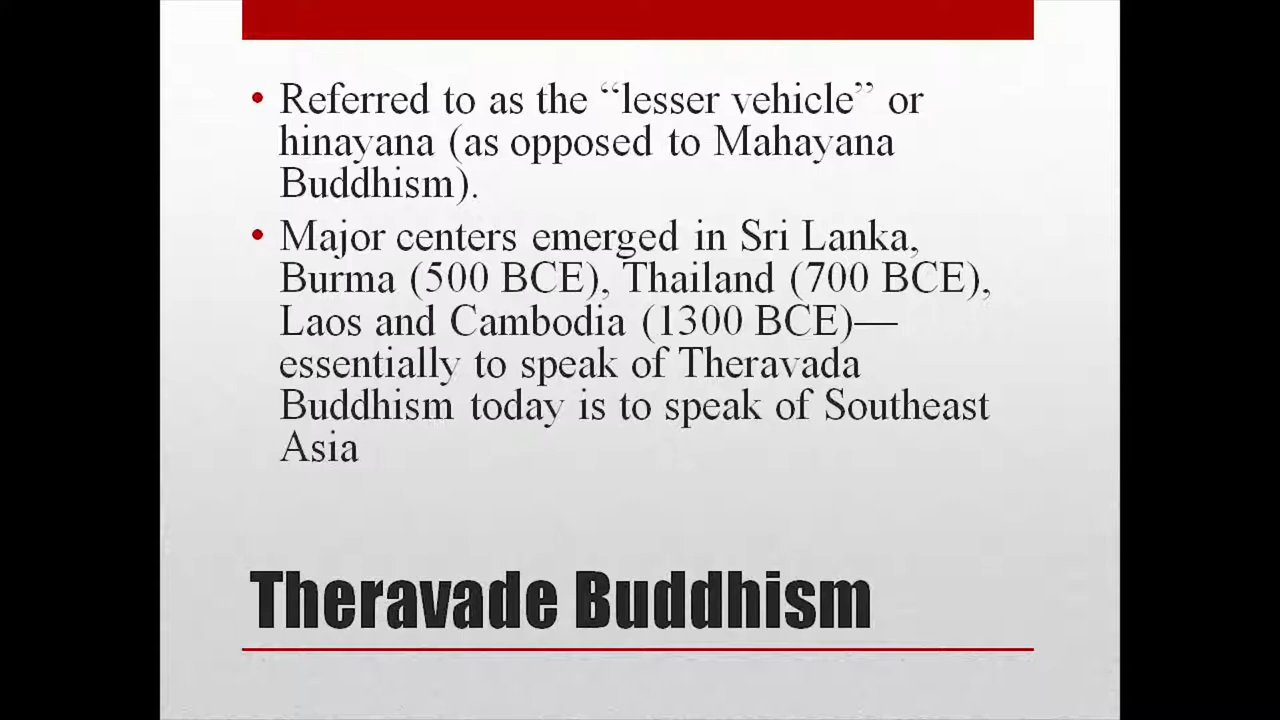 • Referred to as the “lesser vehicle” or
hinayana (as opposed to Mahayana
Buddhism).
• Major centers emerged in Sri Lanka,
Burma (500 BCE), Thailand (700 BCE),
Laos and Cambodia (1300 BCE)—
essentially to speak of Theravada
Buddhism today is to speak of Southeast
Asia
Theravade Buddhism